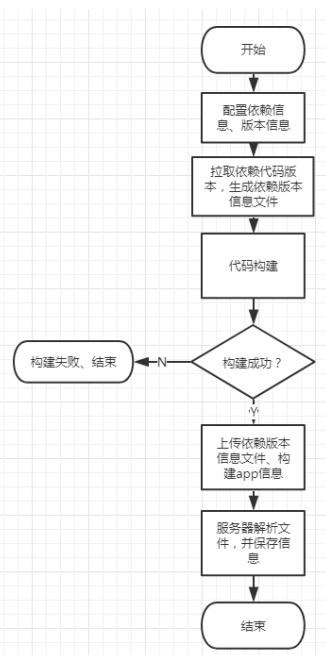 开始
配置依赖信
息、版本信息
拉取依赖代码版
本，生成依赖版本
信息文件
代码构建
构建成功？
N
构建失败、结束
Y
上传依赖版本
信息文件、构
建app信息
服务器解析文
件，并保存信
息
结束